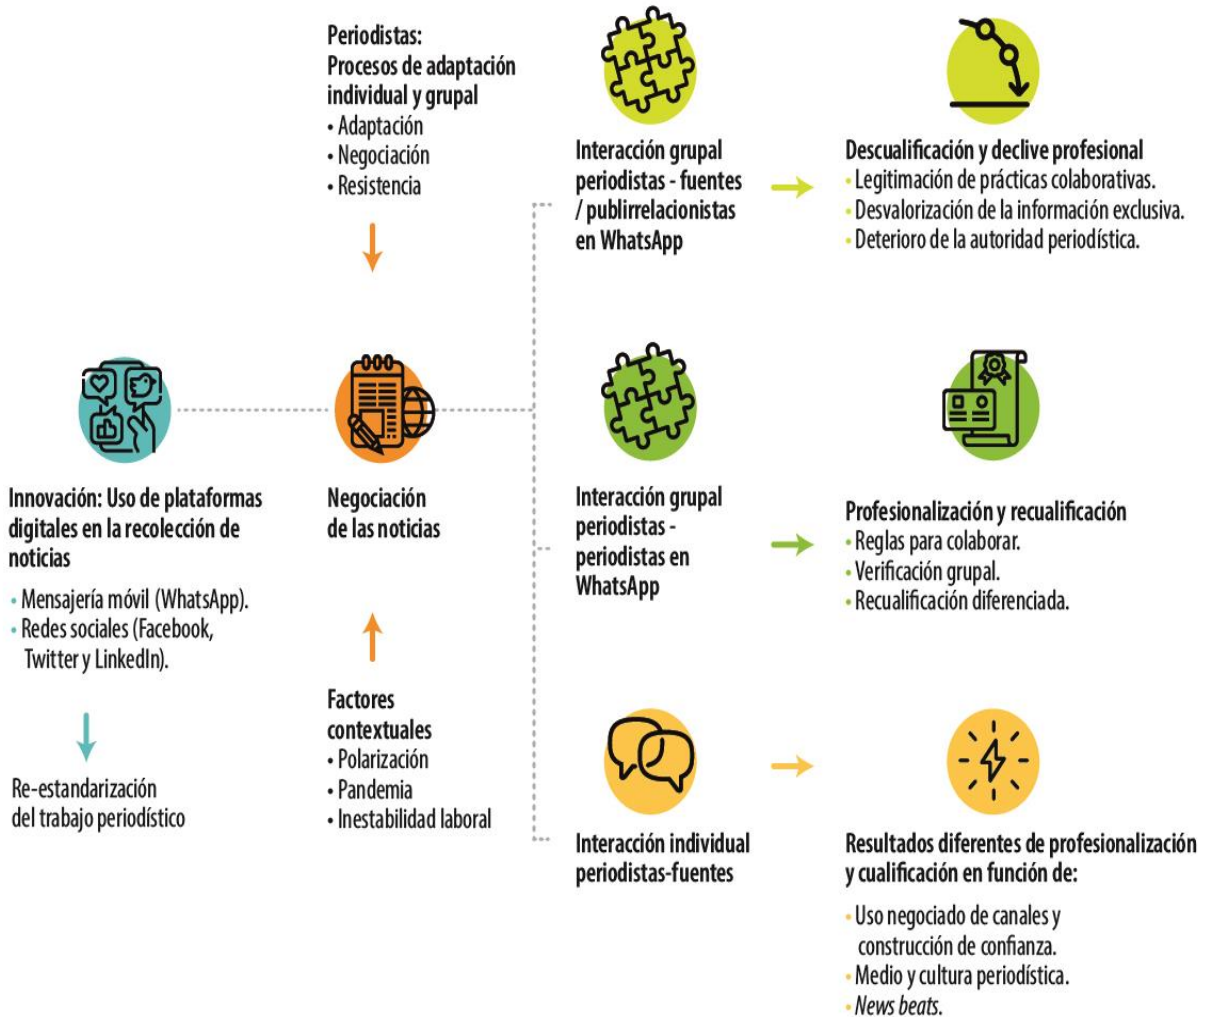 Periodistas:
Procesos de adaptación
individual y grupal
• Adaptación
• Negociación
• Resistencia
Interacción grupal
periodistas - fuentes
/ publirrelacionistas
en WhatsApp
Descualificación y declive profesional
• Legitimación de prácticas colaborativas.
• Desvalorización de la información exclusiva.
• Deterioro de la autoridad periodística.
Innovación: Uso de plataformas
digitales en la recolección de
noticias
• Mensajería móvil (WhatsApp).
• Redes sociales (Facebook,
Twitter y LinkedIn).
Re-estandarización
del trabajo periodístico
Negociación
de las noticias
Factores
contextuales
• Polarización
• Pandemia
• Inestabilidad laboral
Interacción grupal
periodistas -
periodistas en
WhatsApp
Profesionalización y recualificación
• Reglas para colaborar.
• Verificación grupal.
• Recualificación diferenciada.
Interacción individual
periodistas-fuentes
Resultados diferentes de profesionalización
y cualificación en función de:
• Uso negociado de canales y
construcción de confianza.
• Medio y cultura periodística.
• News beats.